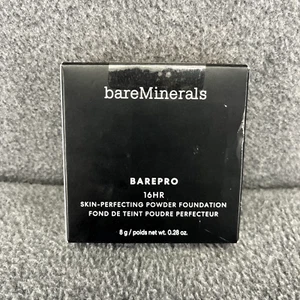 bareMinerals
BAREPRO
16HR
SKIN-PERFECTING POWDER FOUNDATION
FOND DE TEINT POUDRE PERFECTEUR
8 g / poids net wt. 0.28 oz.